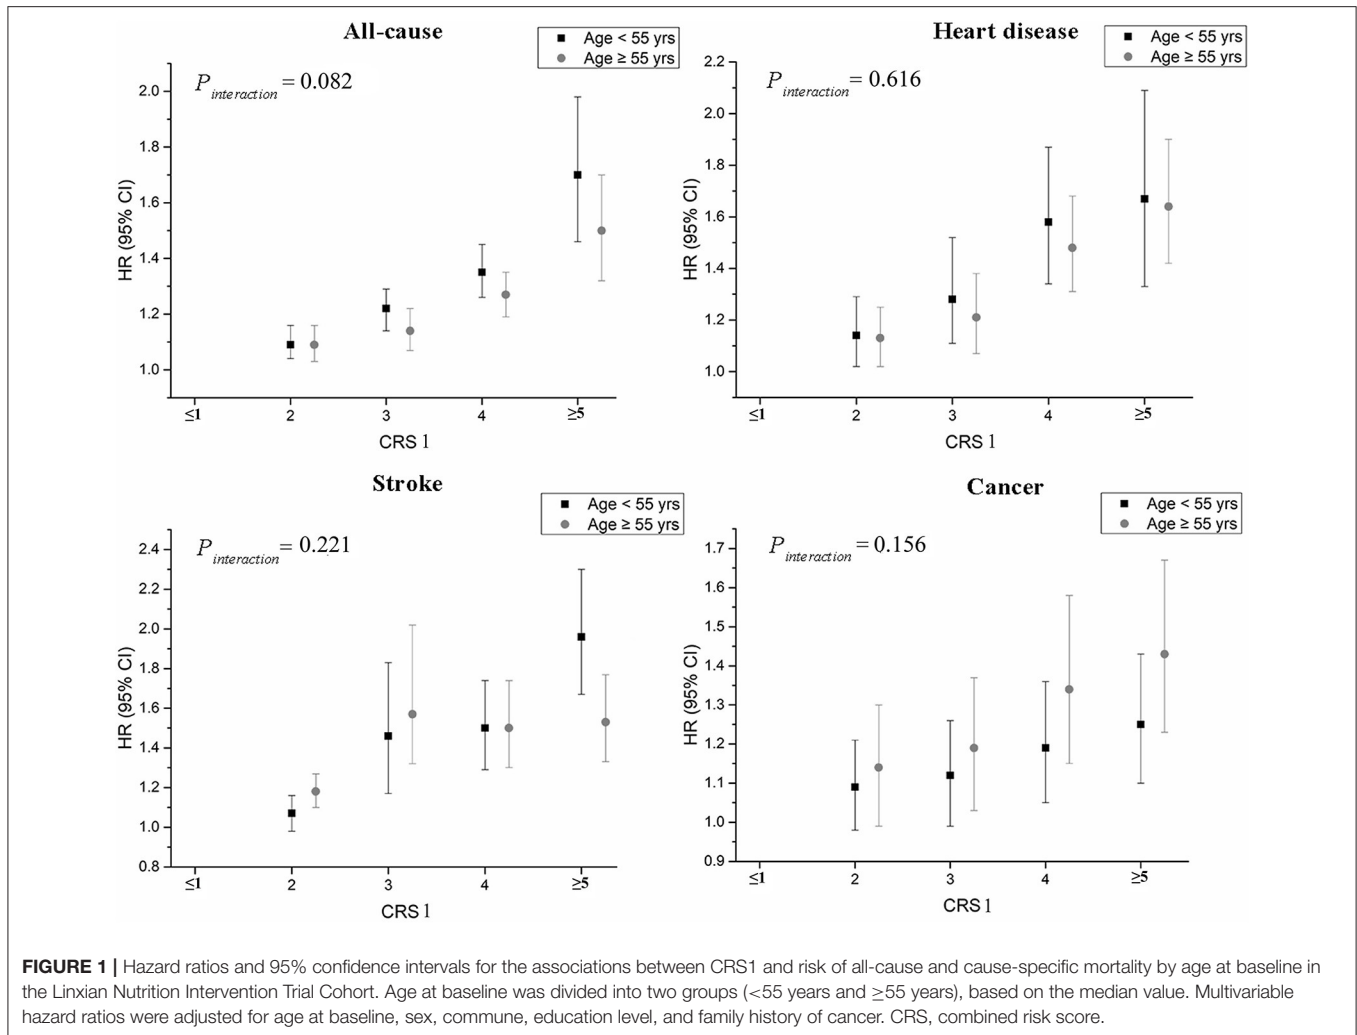 All-cause
Age < 55 yrs
Age ≥ 55 yrs
P interaction = 0.082
HR (95% CI)
2.0
1.8
1.6
1.4
1.2
1.0
≤1 2 3 4 ≥5
CRS 1
Heart disease
Age < 55 yrs
Age ≥ 55 yrs
P interaction = 0.616
HR (95% CI)
2.2
2.0
1.8
1.6
1.4
1.2
1.0
≤1 2 3 4 ≥5
CRS 1
Stroke
Age < 55 yrs
Age ≥ 55 yrs
P interaction = 0.221
HR (95% CI)
2.4
2.2
2.0
1.8
1.6
1.4
1.2
1.0
0.8
≤1 2 3 4 ≥5
CRS 1
Cancer
Age < 55 yrs
Age ≥ 55 yrs
P interaction = 0.156
HR (95% CI)
1.7
1.6
1.5
1.4
1.3
1.2
1.1
1.0
0.9
≤1 2 3 4 ≥5
CRS 1
FIGURE 1 | Hazard ratios and 95% confidence intervals for the associations between CRS1 and risk of all-cause and cause-specific mortality by age at baseline in
the Linxian Nutrition Intervention Trial Cohort. Age at baseline was divided into two groups (<55 years and ≥55 years), based on the median value. Multivariable
hazard ratios were adjusted for age at baseline, sex, commune, education level, and family history of cancer. CRS, combined risk score.